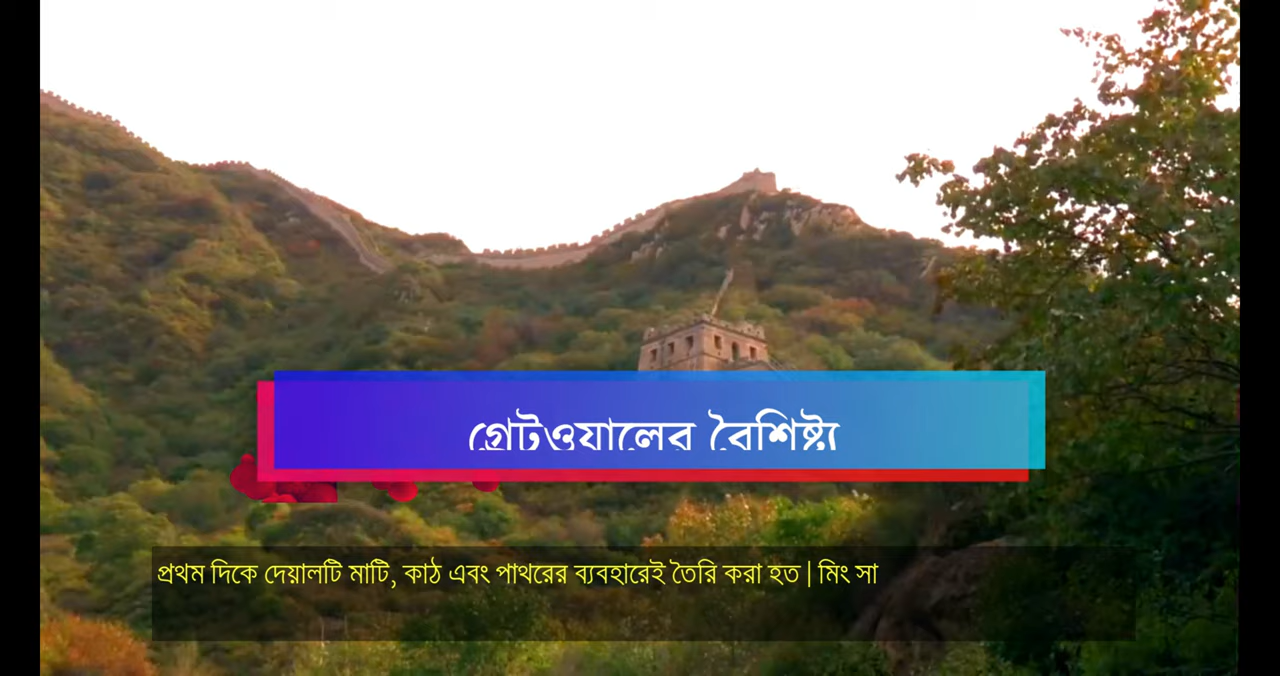 গ্রেটওয়ালের বৈশিষ্ট্য
প্রথম দিকে দেয়ালটি মাটি, কাঠ এবং পাথরের ব্যবহারেই তৈরি করা হত | মিং সা